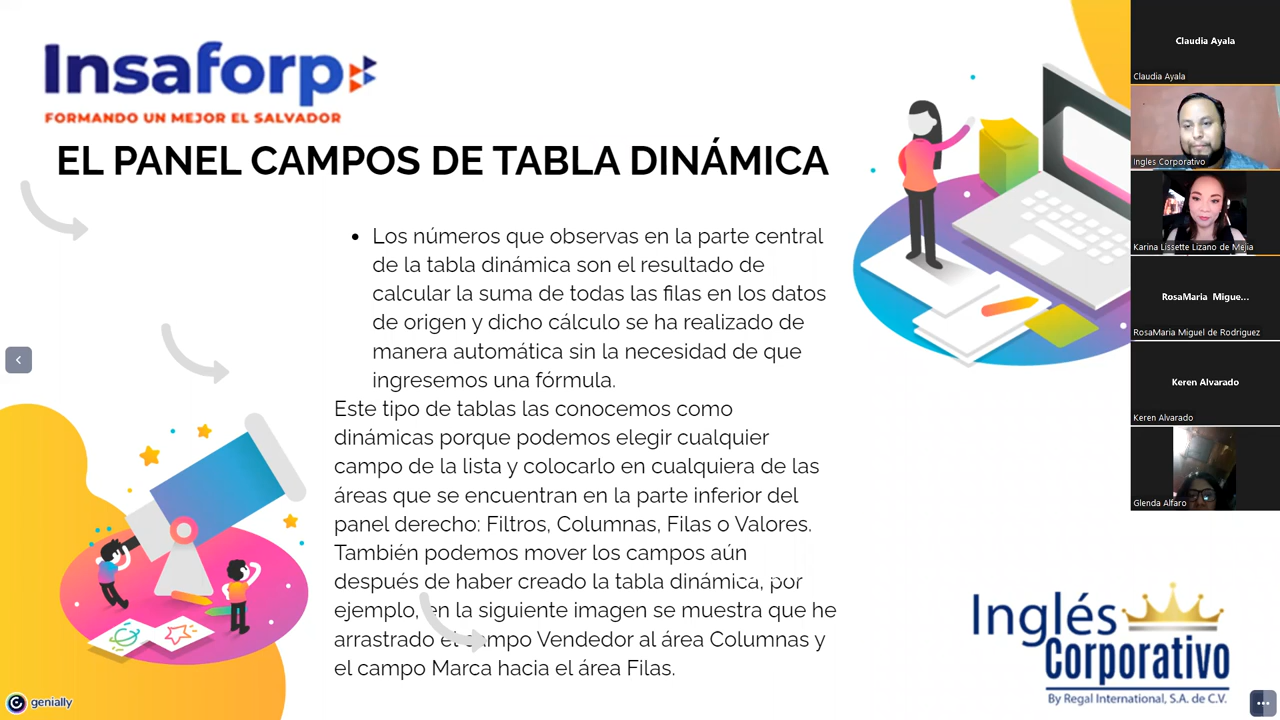 Insaforp
FORMANDO UN MEJOR EL SALVADOR
EL PANEL CAMPOS DE TABLA DINÁMICA
• Los números que observas en la parte central
de la tabla dinámica son el resultado de
calcular la suma de todas las filas en los datos
de origen y dicho cálculo se ha realizado de
manera automática sin la necesidad de que
ingresemos una fórmula.
Este tipo de tablas las conocemos como
dinámicas porque podemos elegir cualquier
campo de la lista y colocarlo en cualquiera de las
áreas que se encuentran en la parte inferior del
panel derecho: Filtros, Columnas, Filas o Valores.
También podemos mover los campos aún
después de haber creado la tabla dinámica, por
ejemplo, en la siguiente imagen se muestra que he
arrastrado el campo Vendedor al área Columnas y
el campo Marca hacia el área Filas.
genially
Inglés
Corporativo
By Regal International, S.A. de C.V.
Claudia Ayala
Claudia Ayala
Ingles Corporativo
Karina Lissette Lizano de Mejia
RosaMaria Migue...
RosaMaria Miguel de Rodriguez
Keren Alvarado
Keren Alvarado
Glenda Alfaro